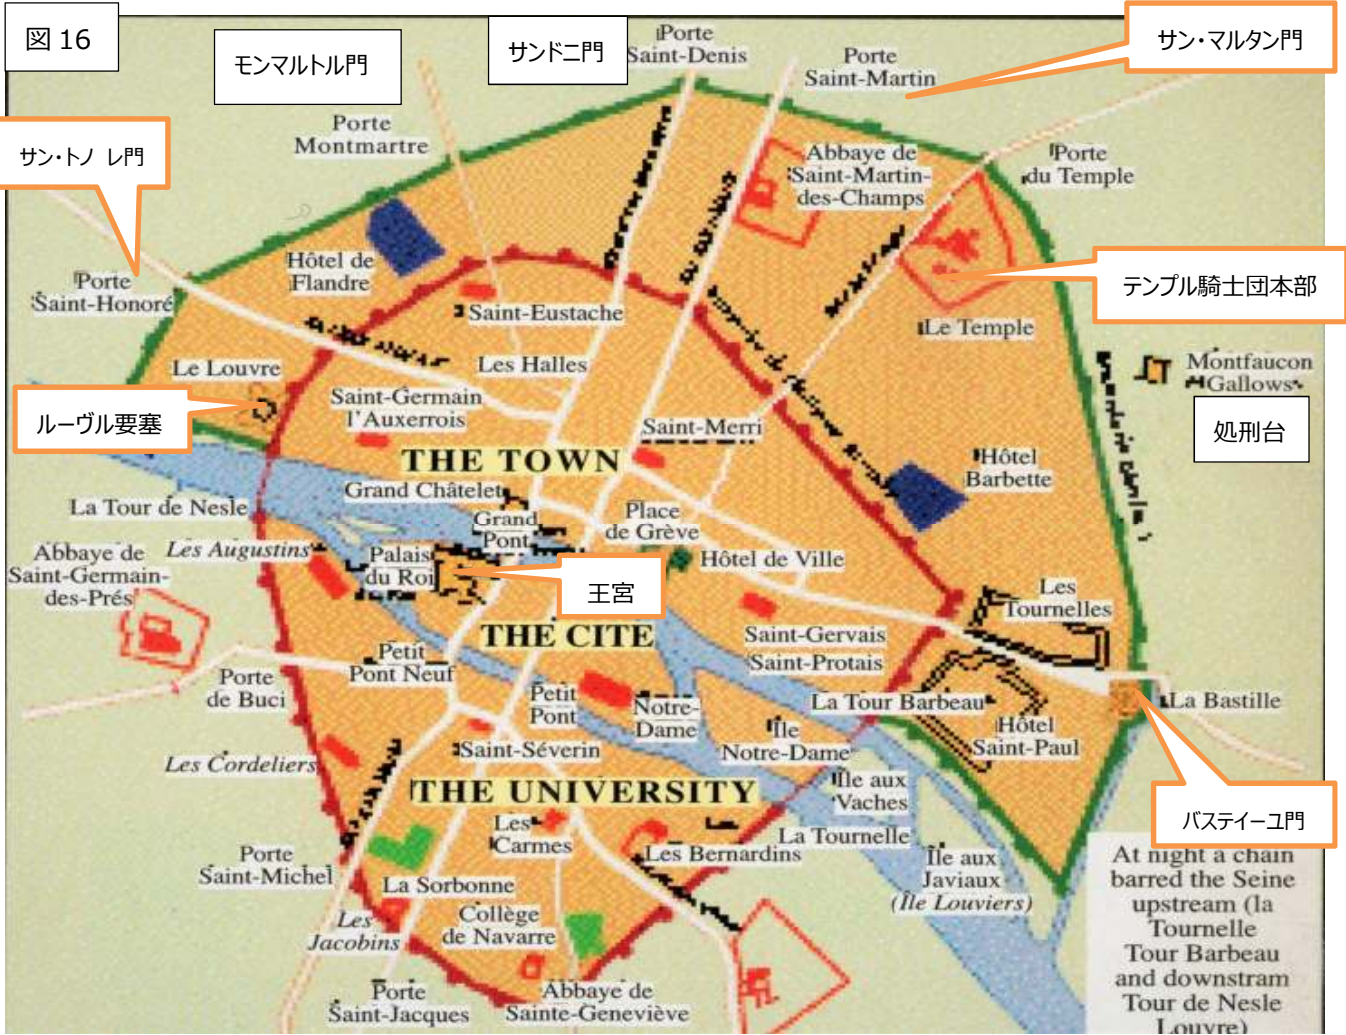 図 16
モンマルトル門
サンドニ門
Porte
Saint-Denis
Porte
Saint-Martin
サン・マルタン門
サン・トノ レ門
Porte
Montmartre
Abbaye de
Saint-Martin-
des-Champs
Porte
du Temple
Porte
Saint-Honoré
Hôtel de
Flandre
Saint-Eustache
テンプル騎士団本部
Le Temple
Le Louvre
Les Halles
Montfaucon
Gallows
ルーヴル要塞
Saint-Germain
l'Auxerrois
Saint-Merri
処刑台
THE TOWN
Hôtel
Barbette
La Tour de Nesle
Grand Châtelet
Grand
Pont
Place
de Grève
Abbaye de
Saint-Germain-
des-Prés
Les Augustins
Palais
du Roi
王宮
Hôtel de Ville
Les
Tournelles
THE CITE
Saint-Gervais
Saint-Protais
Porte
de Buci
Petit
Pont Neuf
Petit
Pont
Notre-
Dame
Île
Notre-Dame
La Tour Barbeau
Hôtel
Saint-Paul
La Bastille
Les Cordeliers
Saint-Séverin
Île aux
Vaches
THE UNIVERSITY
バステイーユ門
Les
Carmes
La Tournelle
Les Bernardins
Porte
Saint-Michel
La Sorbonne
Île aux
Javiaux
(Île Louviers)
Les
Jacobins
Collège
de Navarre
Porte
Saint-Jacques
Abbaye de
Sainte-Geneviève
At night a chain
barred the Seine
upstream (la
Tournelle
Tour Barbeau
and downstram
Tour de Nesle
Louvre)